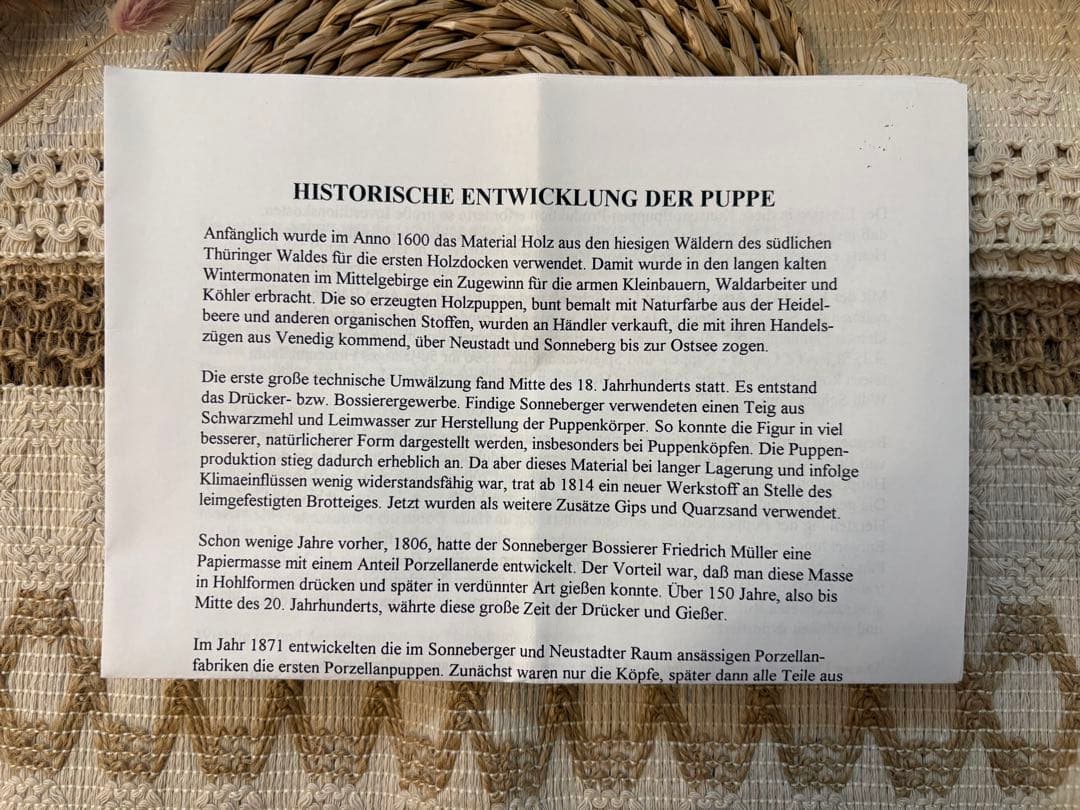 HISTORISCHE ENTWICKLUNG DER PUPPE
Anfänglich wurde im Anno 1600 das Material Holz aus den hiesigen Wäldern des südlichen
Thüringer Waldes für die ersten Holzdocken verwendet. Damit wurde in den langen kalten
Wintermonaten im Mittelgebirge ein Zugewinn für die armen Kleinbauern, Waldarbeiter und
Köhler erbracht. Die so erzeugten Holzpuppen, bunt bemalt mit Naturfarbe aus der Heidel-
beere und anderen organischen Stoffen, wurden an Händler verkauft, die mit ihren Handels-
zügen aus Venedig kommend, über Neustadt und Sonneberg bis zur Ostsee zogen.
Die erste große technische Umwälzung fand Mitte des 18. Jahrhunderts statt. Es entstand
das Drücker- bzw. Bossierergewerbe. Findige Sonneberger verwendeten einen Teig aus
Schwarzmehl und Leimwasser zur Herstellung der Puppenkörper. So konnte die Figur in viel
besserer, natürlicherer Form dargestellt werden, insbesonders bei Puppenköpfen. Die Puppen-
produktion stieg dadurch erheblich an. Da aber dieses Material bei langer Lagerung und infolge
Klimaeinflüssen wenig widerstandsfähig war, trat ab 1814 ein neuer Werkstoff an Stelle des
leimgefestigten Brotteiges. Jetzt wurden als weitere Zusätze Gips und Quarzsand verwendet.
Schon wenige Jahre vorher, 1806, hatte der Sonneberger Bossierer Friedrich Müller eine
Papiermasse mit einem Anteil Porzellanerde entwickelt. Der Vorteil war, daß man diese Masse
in Hohlformen drücken und später in verdünnter Art gießen konnte. Über 150 Jahre, also bis
Mitte des 20. Jahrhunderts, währte diese große Zeit der Drücker und Gießer.
Im Jahr 1871 entwickelten die im Sonneberger und Neustadter Raum ansässigen Porzellan-
fabriken die ersten Porzellanpuppen. Zunächst waren nur die Köpfe, später dann alle Teile aus